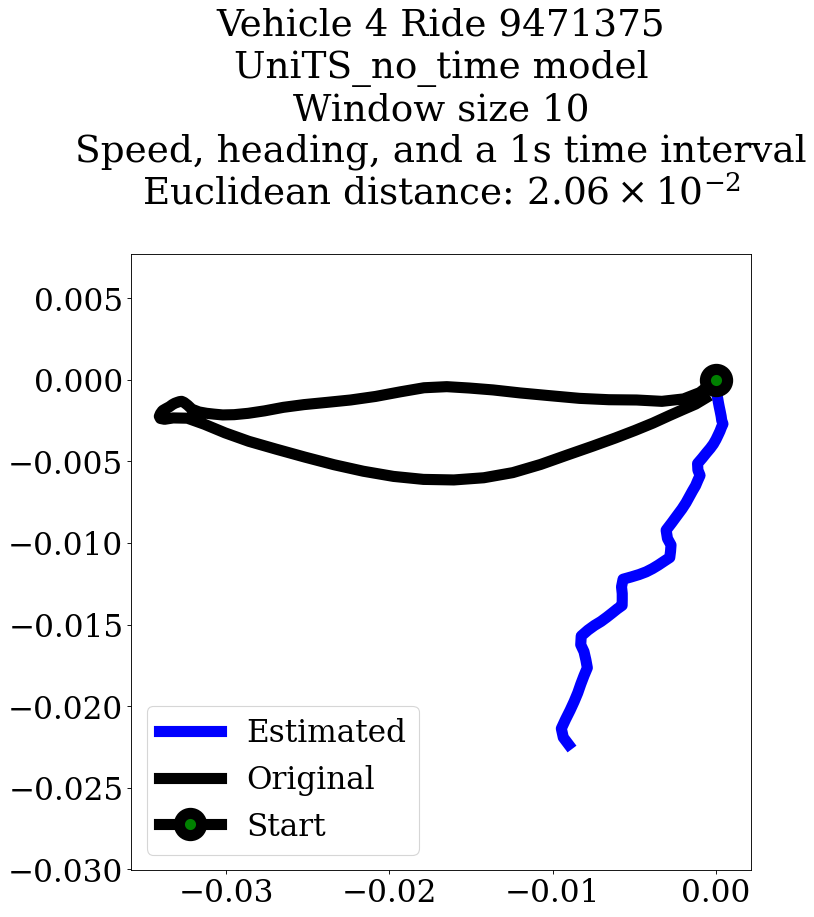 Vehicle 4 Ride 9471375
UniTS_no_time model
Window size 10
Speed, heading, and a 1s time interval
Euclidean distance: 2.06 × 10⁻²
0.005
0.000
−0.005
−0.010
−0.015
−0.020
−0.025
−0.030
Estimated
Original
Start
−0.03
−0.02
−0.01
0.00